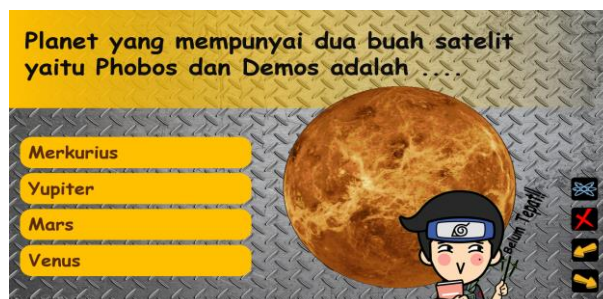 Planet yang mempunyai dua buah satelit
yaitu Phobos dan Demos adalah ....
Merkurius
Yupiter
Mars
Venus
Belum Tepat!!